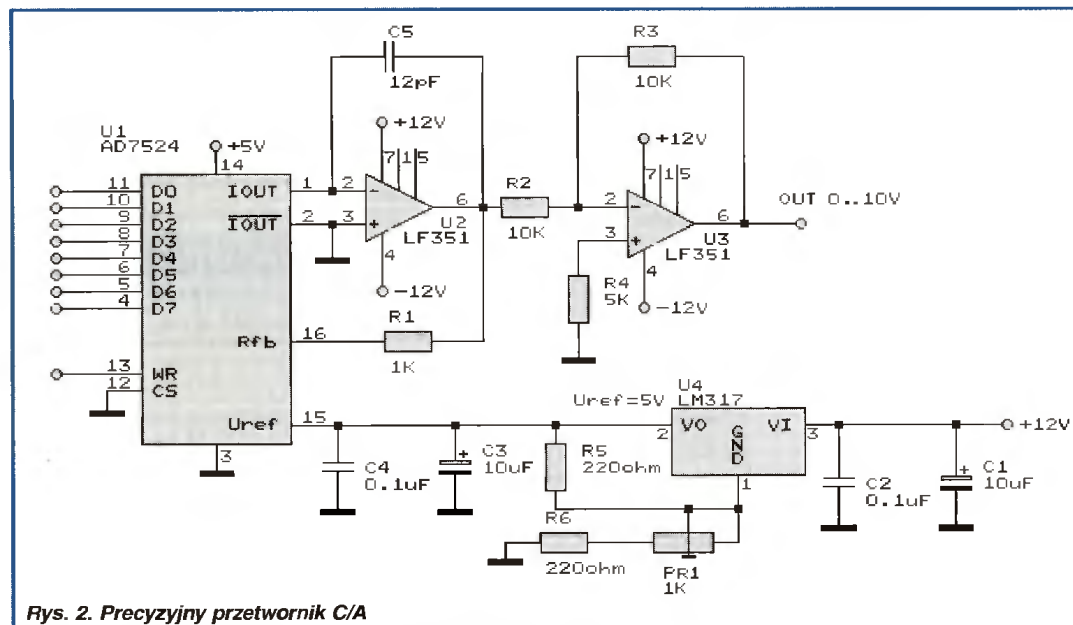 C5
12pF
R3
10K
U1
AD7524
+5V
14
+12V
7 1 5
+12V
7 1 5
11 D0 IOUT 1
10 D1
9 D2 IOUT 2
8 D3
7 D4
6 D5
5 D6
4 D7
2 −
3 +
6
U2
LF351
4
-12V
R2
10K
2 −
3 +
6
U3
LF351
4
-12V
OUT 0..10V
R4
5K
Rfb 16
R1
1K
13 WR
12 CS
Uref 15
3
Uref=5V
U4
LM317
2 VO GND VI 3
1
+12V
C4
0.1uF
C3
+
10uF
R5
220ohm
C2
0.1uF
C1
+
10uF
R6
220ohm
PR1
1K
Rys. 2. Precyzyjny przetwornik C/A